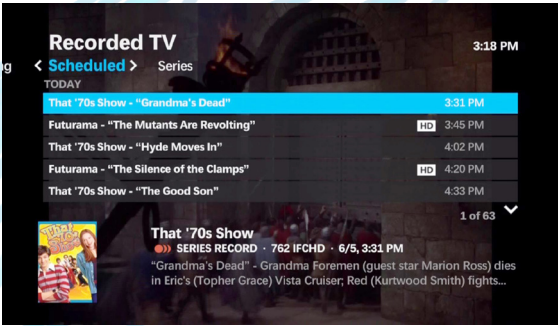 Recorded TV
3:18 PM
ng < Scheduled > Series
TODAY
That '70s Show - “Grandma's Dead” 3:31 PM
Futurama - “The Mutants Are Revolting” HD 3:45 PM
That '70s Show - “Hyde Moves In” 4:02 PM
Futurama - “The Silence of the Clamps” HD 4:20 PM
That '70s Show - “The Good Son” 4:33 PM
1 of 63
That '70s Show
SERIES RECORD · 762 IFCHD · 6/5, 3:31 PM
“Grandma's Dead” - Grandma Foremen (guest star Marion Ross) dies
in Eric's (Topher Grace) Vista Cruiser; Red (Kurtwood Smith) fights...